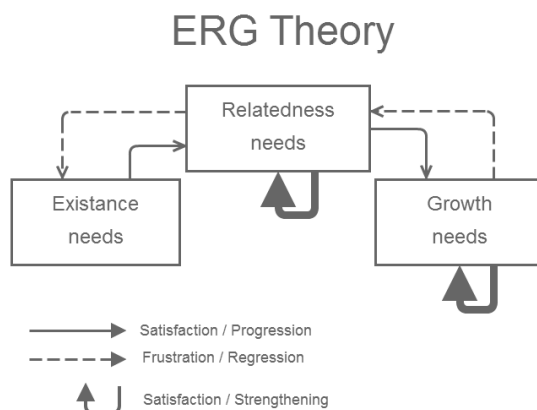 ERG Theory
Relatedness
needs
Existance
needs
Growth
needs
Satisfaction / Progression
Frustration / Regression
Satisfaction / Strengthening